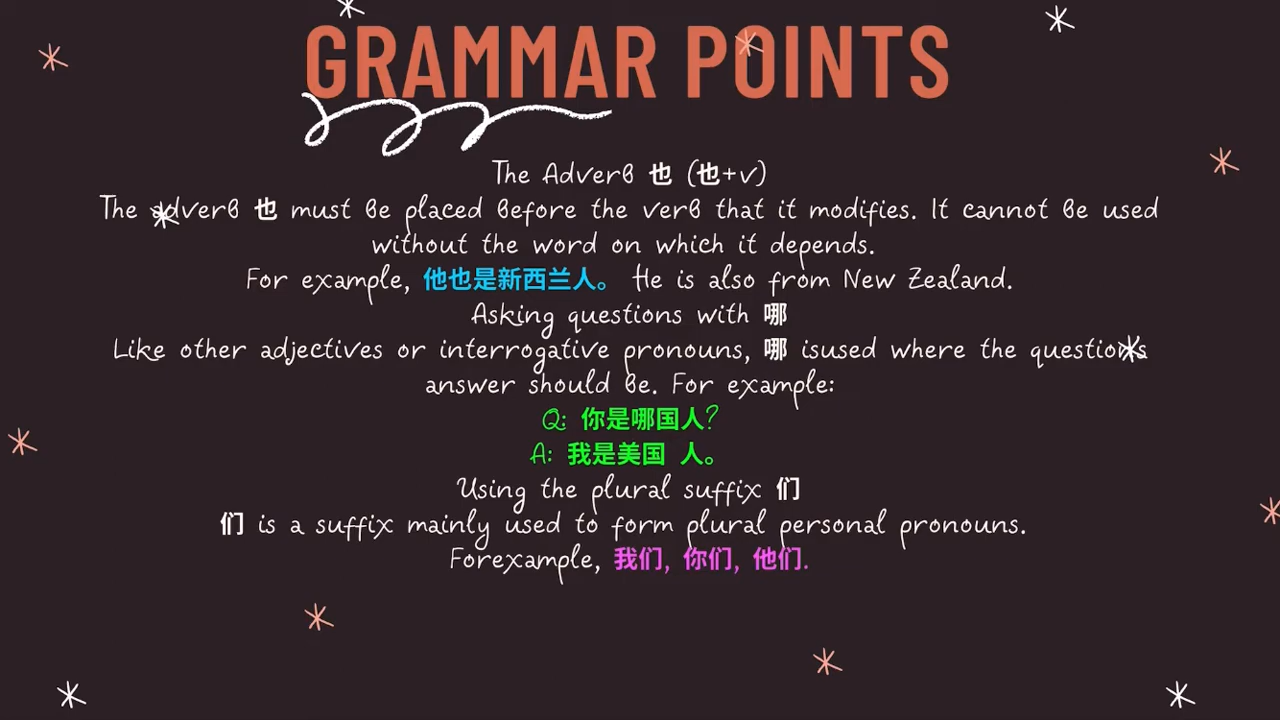 GRAMMAR POINTS
The Adverb 也 (也+v)
The adverb 也 must be placed before the verb that it modifies. It cannot be used
without the word on which it depends.
For example, 他也是新西兰人。 He is also from New Zealand.
Asking questions with 哪
Like other adjectives or interrogative pronouns, 哪 isused where the questions
answer should be. For example:
Q: 你是哪国人?
A: 我是美国 人。
Using the plural suffix 们
们 is a suffix mainly used to form plural personal pronouns.
Forexample, 我们, 你们, 他们.